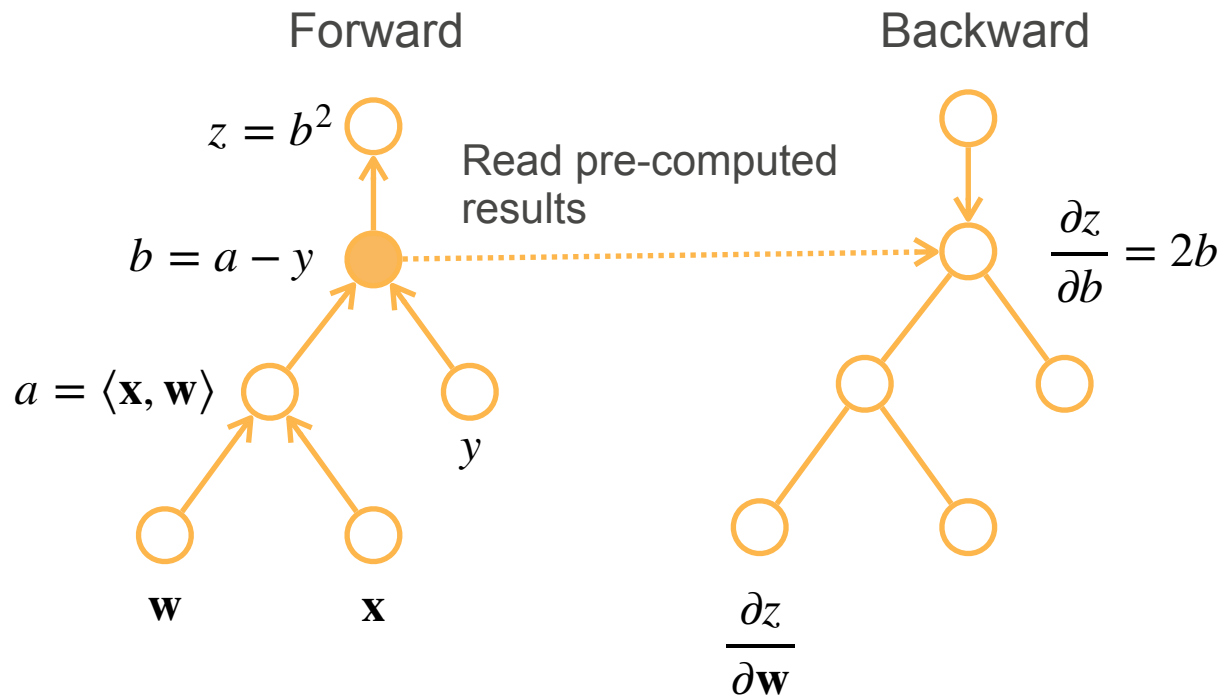 Forward
Backward
z = b²
Read pre-computed
results
b = a − y
∂z/∂b = 2b
a = ⟨x, w⟩
y
w
x
∂z/∂w